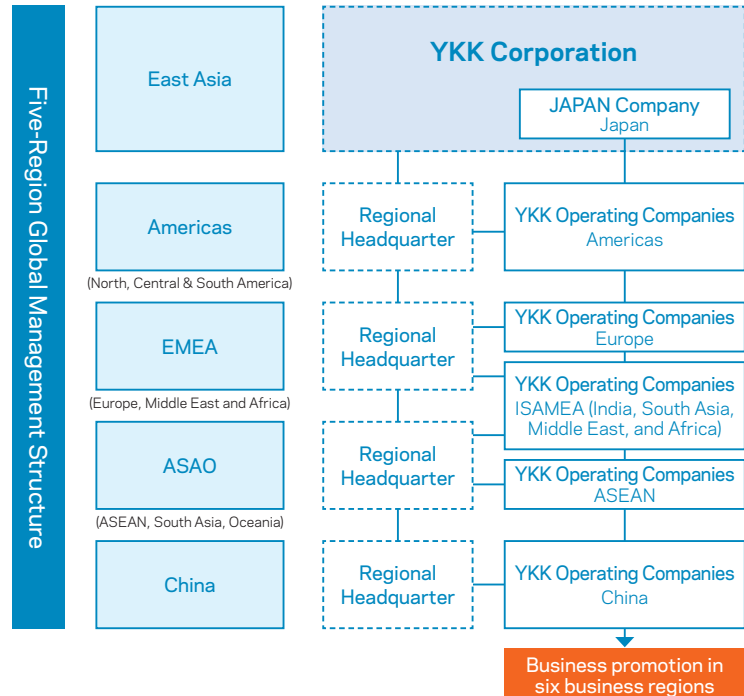 Five-Region Global Management Structure
East Asia
YKK Corporation
JAPAN Company
Japan
Americas
(North, Central & South America)
Regional
Headquarter
YKK Operating Companies
Americas
EMEA
(Europe, Middle East and Africa)
Regional
Headquarter
YKK Operating Companies
Europe
YKK Operating Companies
ISAMEA (India, South Asia,
Middle East, and Africa)
ASAO
(ASEAN, South Asia, Oceania)
Regional
Headquarter
YKK Operating Companies
ASEAN
China
Regional
Headquarter
YKK Operating Companies
China
Business promotion in
six business regions